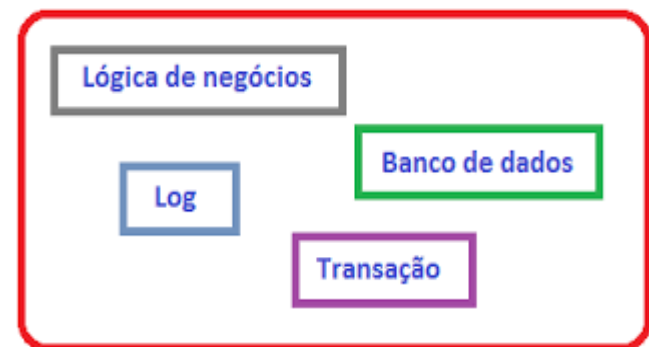 Lógica de negócios
Banco de dados
Log
Transação